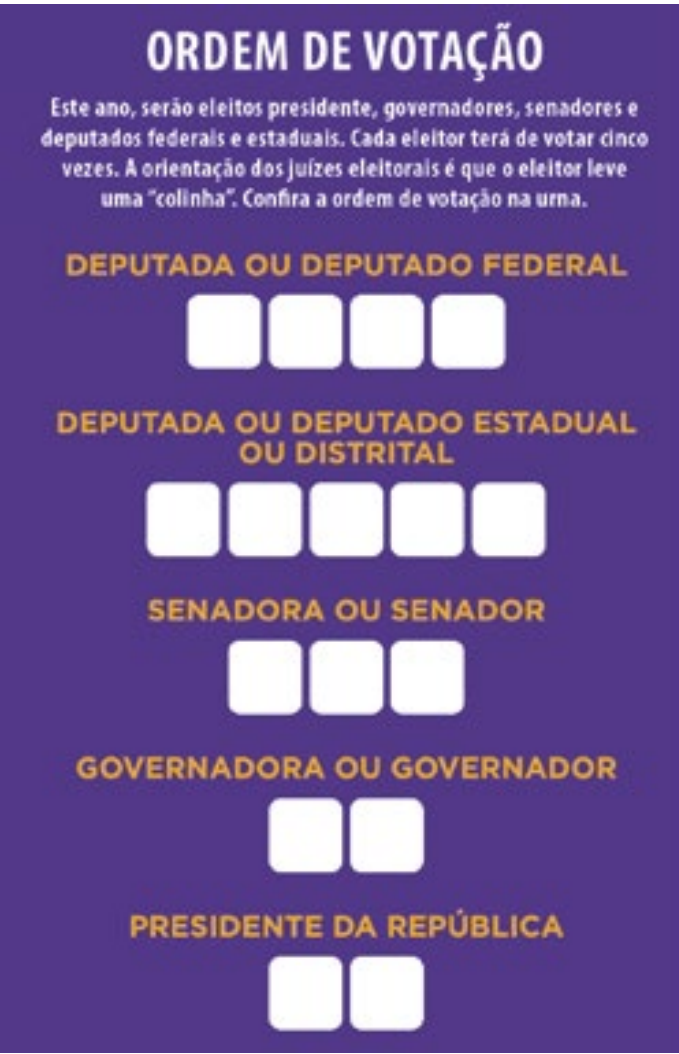 ORDEM DE VOTAÇÃO
Este ano, serão eleitos presidente, governadores, senadores e
deputados federais e estaduais. Cada eleitor terá de votar cinco
vezes. A orientação dos juízes eleitorais é que o eleitor leve
uma “colinha”. Confira a ordem de votação na urna.
DEPUTADA OU DEPUTADO FEDERAL
DEPUTADA OU DEPUTADO ESTADUAL
OU DISTRITAL
SENADORA OU SENADOR
GOVERNADORA OU GOVERNADOR
PRESIDENTE DA REPÚBLICA